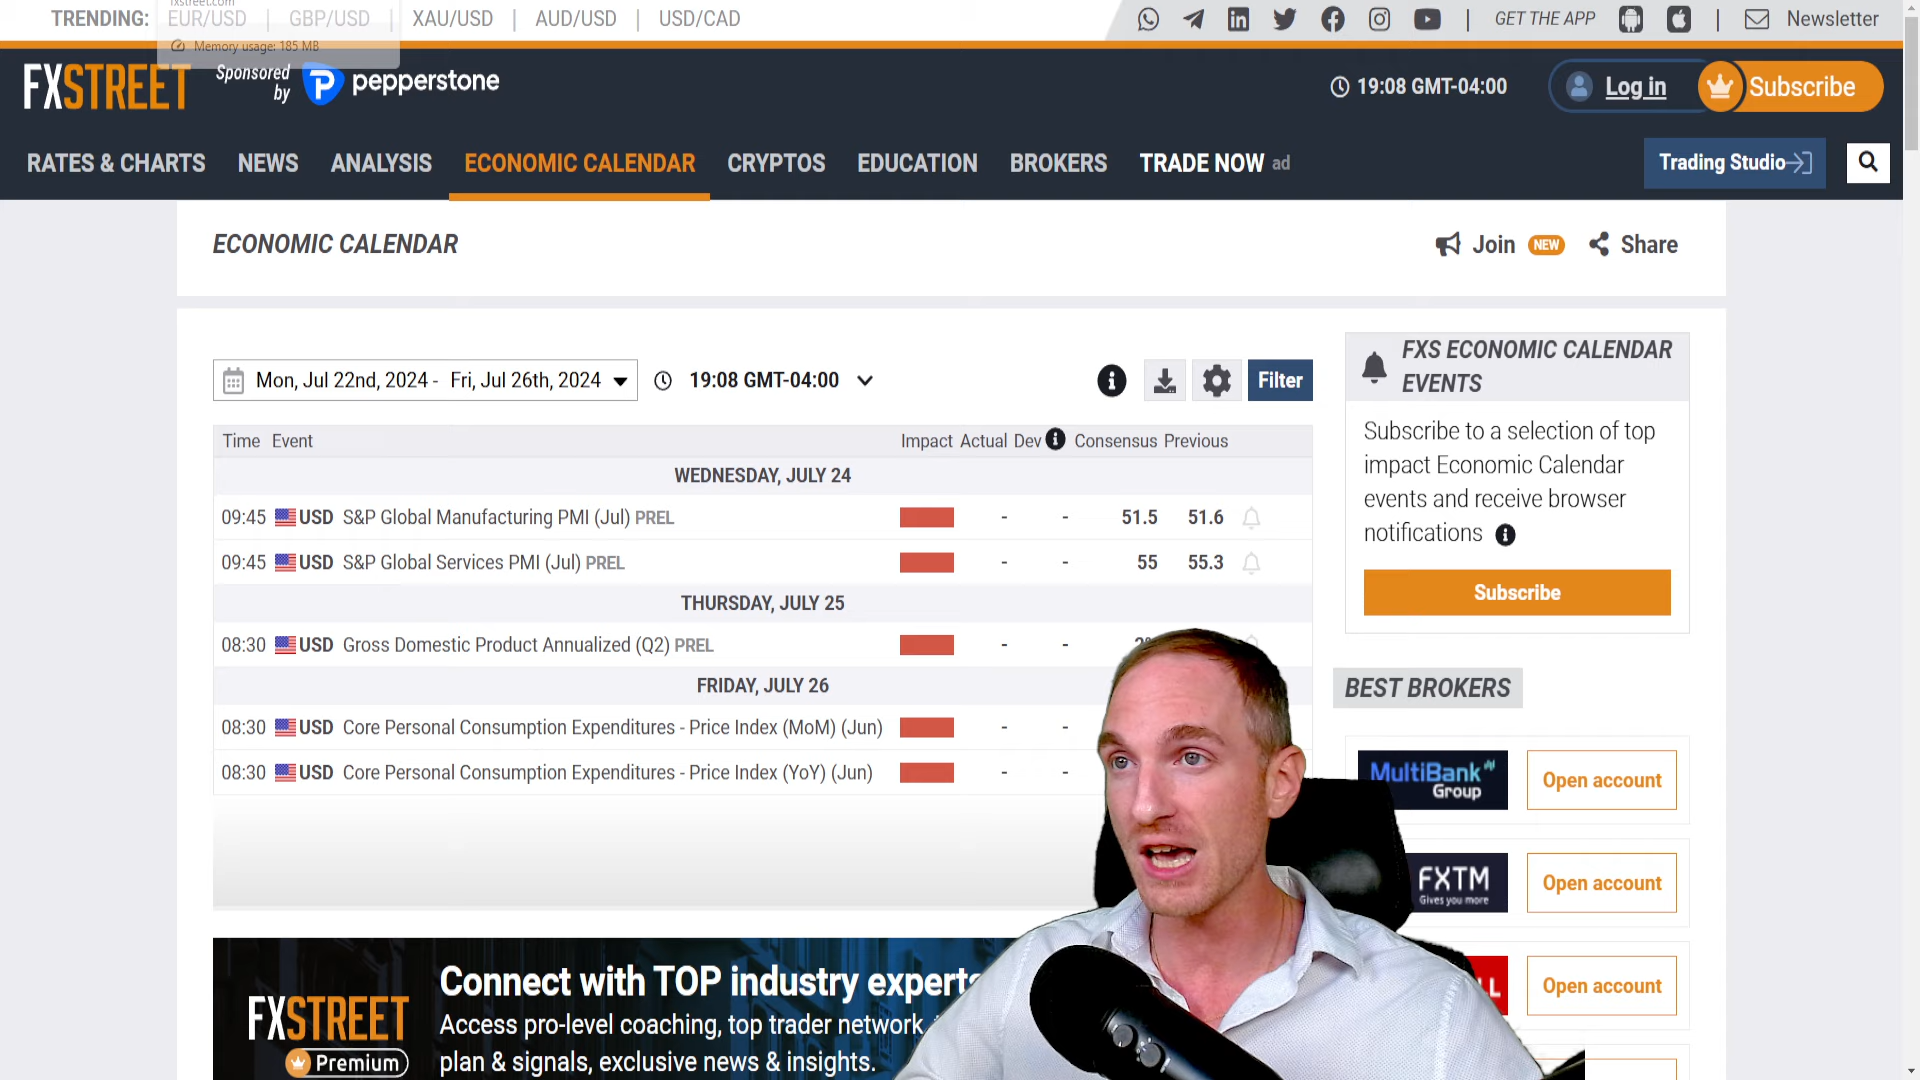 fxstreet.com
TRENDING: EUR/USD | GBP/USD | XAU/USD | AUD/USD | USD/CAD
| GET THE APP | Newsletter
Memory usage: 185 MB
FXSTREET Sponsored by pepperstone
19:08 GMT-04:00 Log in Subscribe
RATES & CHARTS NEWS ANALYSIS ECONOMIC CALENDAR CRYPTOS EDUCATION BROKERS TRADE NOW ad Trading Studio
ECONOMIC CALENDAR
Join NEW Share
Mon, Jul 22nd, 2024 - Fri, Jul 26th, 2024 19:08 GMT-04:00 Filter
Time Event Impact Actual Dev Consensus Previous
WEDNESDAY, JULY 24
09:45 USD S&P Global Manufacturing PMI (Jul) PREL - - 51.5 51.6
09:45 USD S&P Global Services PMI (Jul) PREL - - 55 55.3
THURSDAY, JULY 25
08:30 USD Gross Domestic Product Annualized (Q2) PREL - -
FRIDAY, JULY 26
08:30 USD Core Personal Consumption Expenditures - Price Index (MoM) (Jun) - -
08:30 USD Core Personal Consumption Expenditures - Price Index (YoY) (Jun) - -
FXS ECONOMIC CALENDAR
EVENTS
Subscribe to a selection of top
impact Economic Calendar
events and receive browser
notifications
Subscribe
BEST BROKERS
MultiBank
Group
Open account
FXTM
Gives you more
Open account
Open account
FXSTREET
Premium
Connect with TOP industry experts
Access pro-level coaching, top trader network
plan & signals, exclusive news & insights.